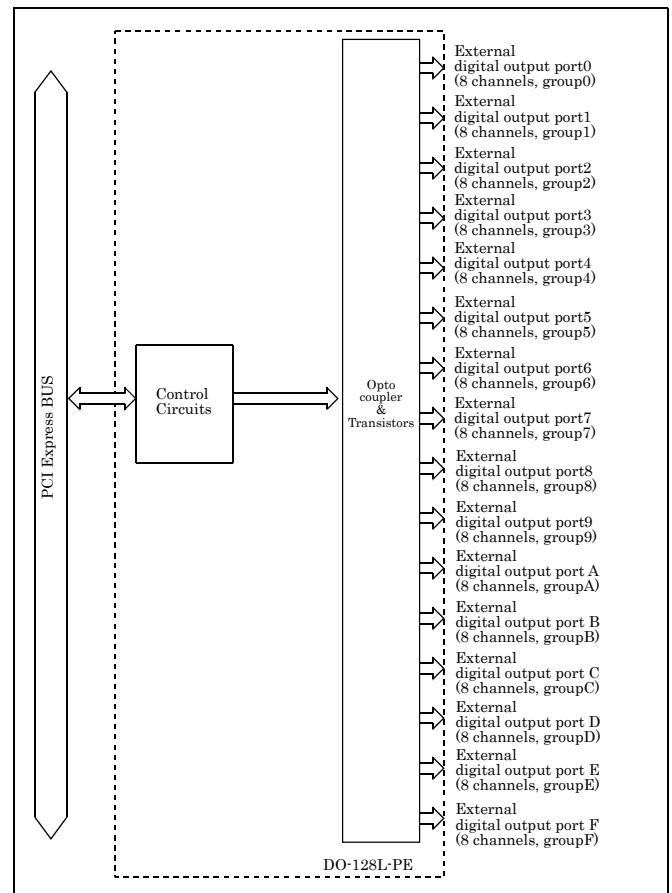 External
digital output port0
(8 channels, group0)
External
digital output port1
(8 channels, group1)
External
digital output port2
(8 channels, group2)
External
digital output port3
(8 channels, group3)
External
digital output port4
(8 channels, group4)
External
digital output port5
(8 channels, group5)
External
digital output port6
(8 channels, group6)
External
digital output port7
(8 channels, group7)
External
digital output port8
(8 channels, group8)
External
digital output port9
(8 channels, group9)
External
digital output port A
(8 channels, groupA)
External
digital output port B
(8 channels, groupB)
External
digital output port C
(8 channels, groupC)
External
digital output port D
(8 channels, groupD)
External
digital output port E
(8 channels, groupE)
External
digital output port F
(8 channels, groupF)
PCI Express BUS
Control
Circuits
Opto
coupler
&
Transistors
DO-128L-PE